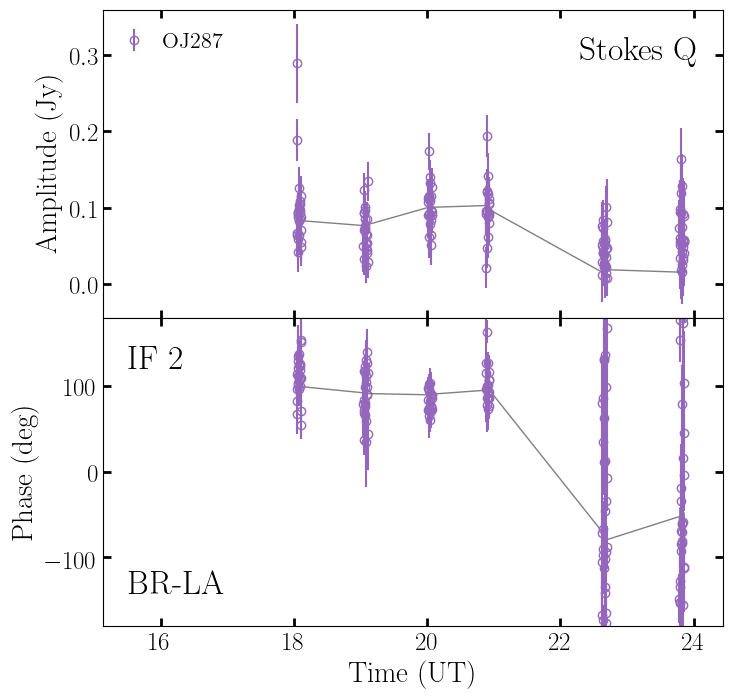 OJ287
Stokes Q
0.3
0.2
0.1
0.0
Amplitude (Jy)
IF 2
100
0
−100
Phase (deg)
BR-LA
16 18 20 22 24
Time (UT)